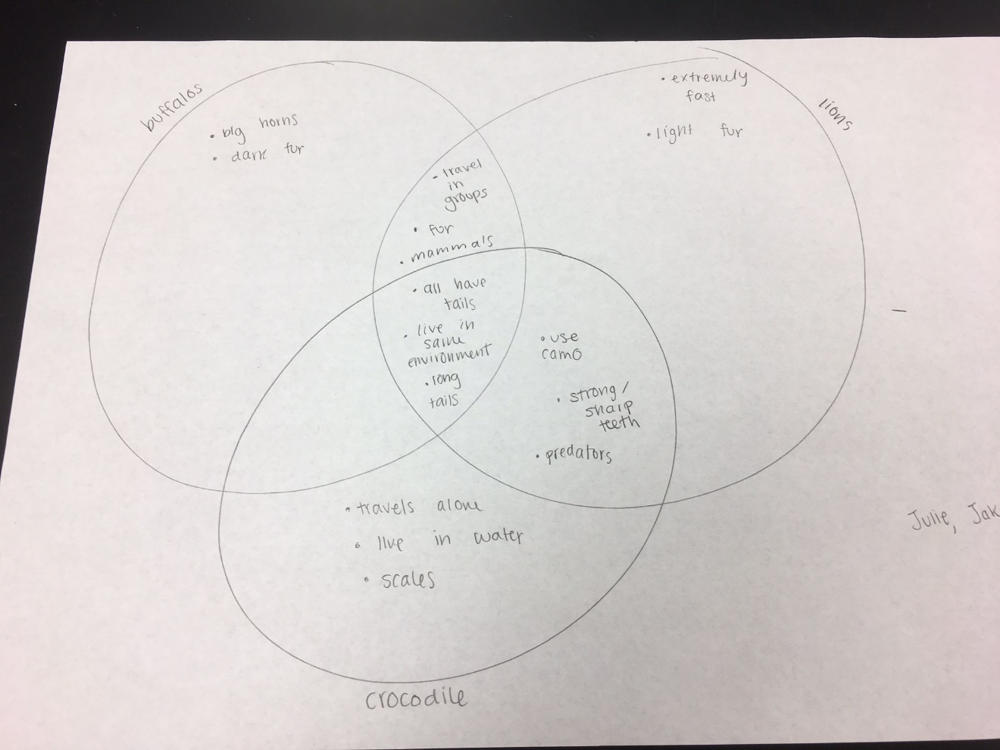 buffalos
• big horns
• dark fur
• extremely
fast
• light fur
lions
• travel
in
groups
• fur
• mammals
• all have
tails
• live in
same
environment
• long
tails
• use
camo
• strong/
sharp
teeth
• predators
• travels alone
• live in water
• scales
crocodile
Julie, Jak